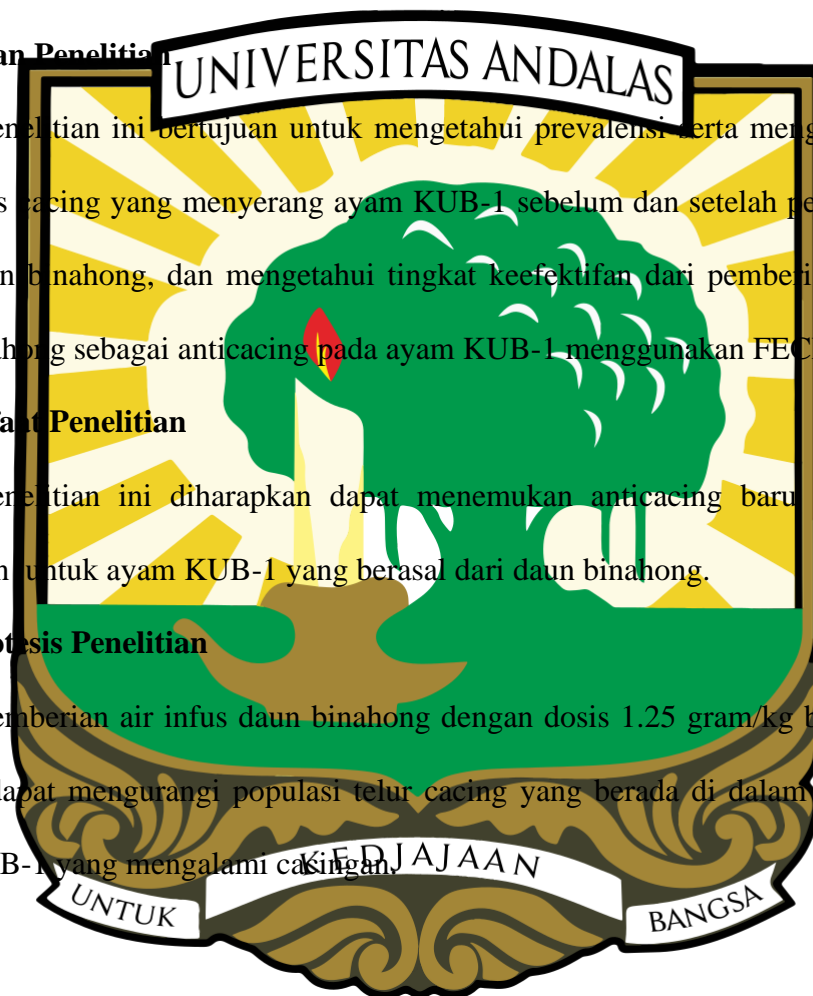 UNIVERSITAS ANDALAS
an Penelitian
enelitian ini bertujuan untuk mengetahui prevalensi serta meng
s cacing yang menyerang ayam KUB-1 sebelum dan setelah pe
n binahong, dan mengetahui tingkat keefektifan dari pemberi
ahong sebagai anticacing pada ayam KUB-1 menggunakan FEC
faat Penelitian
enelitian ini diharapkan dapat menemukan anticacing baru
n untuk ayam KUB-1 yang berasal dari daun binahong.
otesis Penelitian
emberian air infus daun binahong dengan dosis 1.25 gram/kg b
dapat mengurangi populasi telur cacing yang berada di dalam
B-1 yang mengalami cacingan.
UNTUK KEDJAJAAN BANGSA